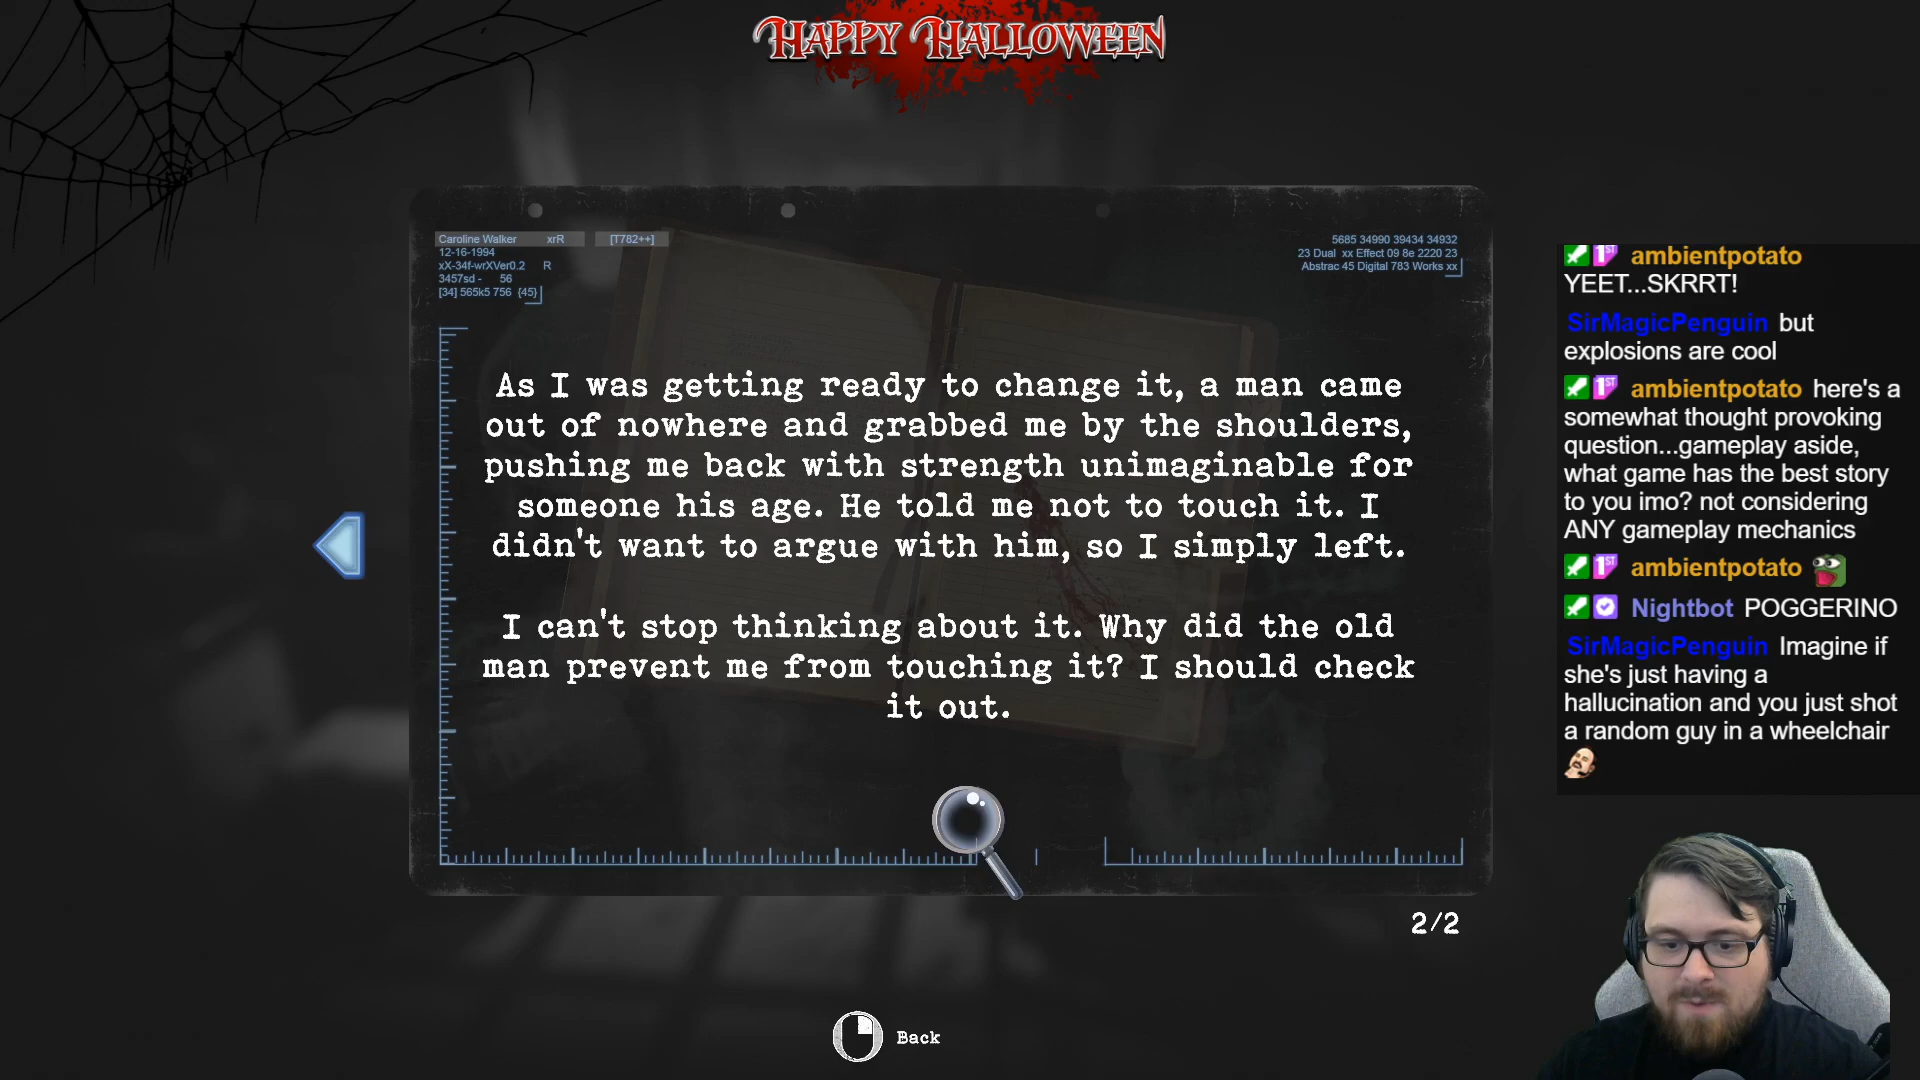 HAPPY HALLOWEEN
Caroline Walker xrR [T782++]
12-16-1994
xX-34f-wrXVer0.2 R
3457sd - 56
[34] 565k5 756 {45}
5685 34990 39434 34932
23 Dual xx Effect 09 8e 2220 23
Abstrac 45 Digital 783 Works xx
As I was getting ready to change it, a man came
out of nowhere and grabbed me by the shoulders,
pushing me back with strength unimaginable for
someone his age. He told me not to touch it. I
didn't want to argue with him, so I simply left.
I can't stop thinking about it. Why did the old
man prevent me from touching it? I should check
it out.
2/2
Back
1ST ambientpotato
YEET...SKRRT!
SirMagicPenguin but
explosions are cool
1ST ambientpotato here's a
somewhat thought provoking
question...gameplay aside,
what game has the best story
to you imo? not considering
ANY gameplay mechanics
1ST ambientpotato
Nightbot POGGERINO
SirMagicPenguin Imagine if
she's just having a
hallucination and you just shot
a random guy in a wheelchair